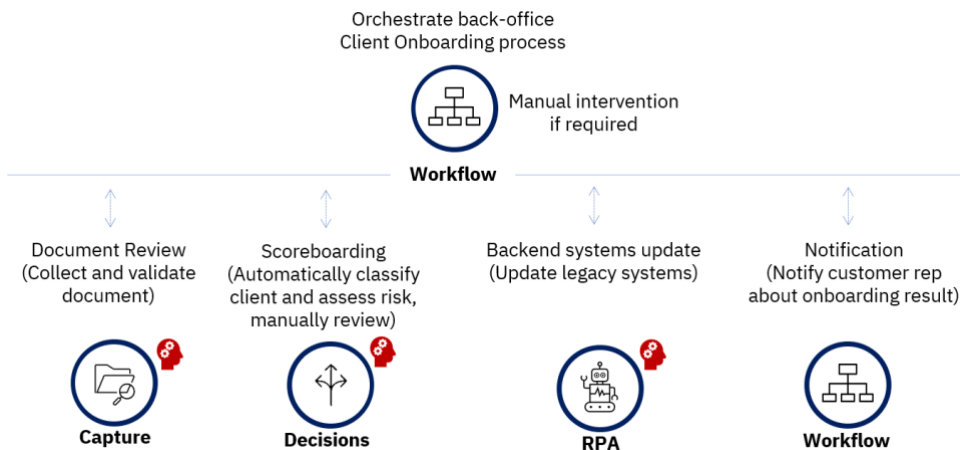 Orchestrate back-office
Client Onboarding process
Manual intervention
if required
Workflow
Document Review
(Collect and validate
document)
Capture
Scoreboarding
(Automatically classify
client and assess risk,
manually review)
Decisions
Backend systems update
(Update legacy systems)
RPA
Notification
(Notify customer rep
about onboarding result)
Workflow